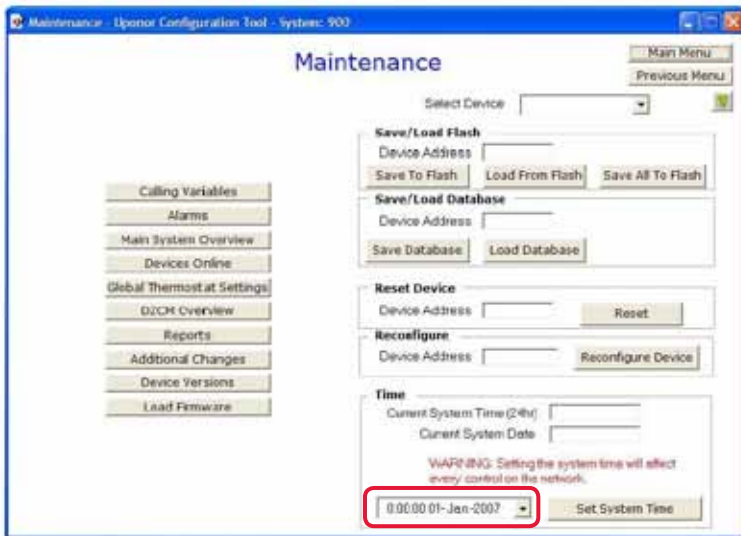 Maintenance - Uponor Configuration Tool - System: 900
Maintenance
Main Menu
Previous Menu
Select Device
Save/Load Flash
Device Address
Save To Flash
Load From Flash
Save All To Flash
Save/Load Database
Device Address
Save Database
Load Database
Reset Device
Device Address
Reset
Reconfigure
Device Address
Reconfigure Device
Time
Current System Time (24hr)
Current System Date
WARNING: Setting the system time will effect
every control on the network.
0:00:00 01-Jan-2007
Set System Time
Calling Variables
Alarms
Main System Overview
Devices Online
Global Thermostat Settings
D2CM Overview
Reports
Additional Changes
Device Versions
Load Firmware